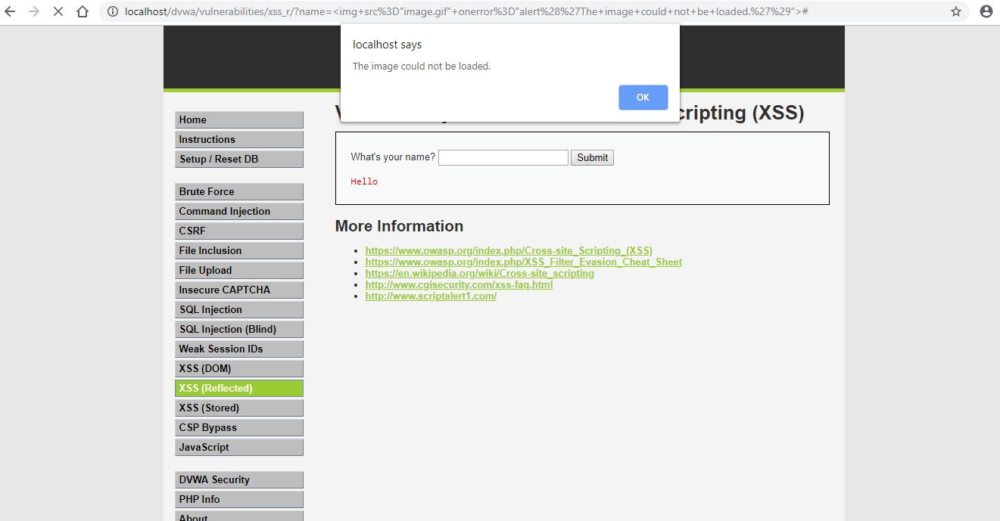 localhost/dvwa/vulnerabilities/xss_r/?name=<img+src%3D"image.gif"+onerror%3D"alert%28%27The+image+could+not+be+loaded.%27%29">#
localhost says
The image could not be loaded.
OK
cripting (XSS)
Home
Instructions
Setup / Reset DB
Brute Force
Command Injection
CSRF
File Inclusion
File Upload
Insecure CAPTCHA
SQL Injection
SQL Injection (Blind)
Weak Session IDs
XSS (DOM)
XSS (Reflected)
XSS (Stored)
CSP Bypass
JavaScript
DVWA Security
PHP Info
About
What's your name? Submit
Hello
More Information
https://www.owasp.org/index.php/Cross-site_Scripting_(XSS)
https://www.owasp.org/index.php/XSS_Filter_Evasion_Cheat_Sheet
https://en.wikipedia.org/wiki/Cross-site_scripting
http://www.cgisecurity.com/xss-faq.html
http://www.scriptalert1.com/